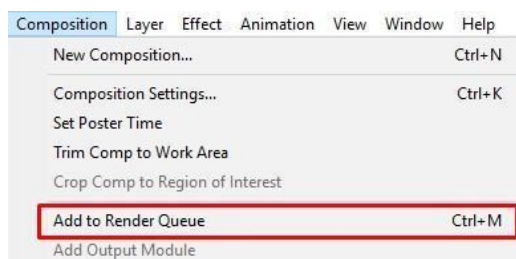 Composition Layer Effect Animation View Window Help
New Composition... Ctrl+N
Composition Settings... Ctrl+K
Set Poster Time
Trim Comp to Work Area
Crop Comp to Region of Interest
Add to Render Queue Ctrl+M
Add Output Module